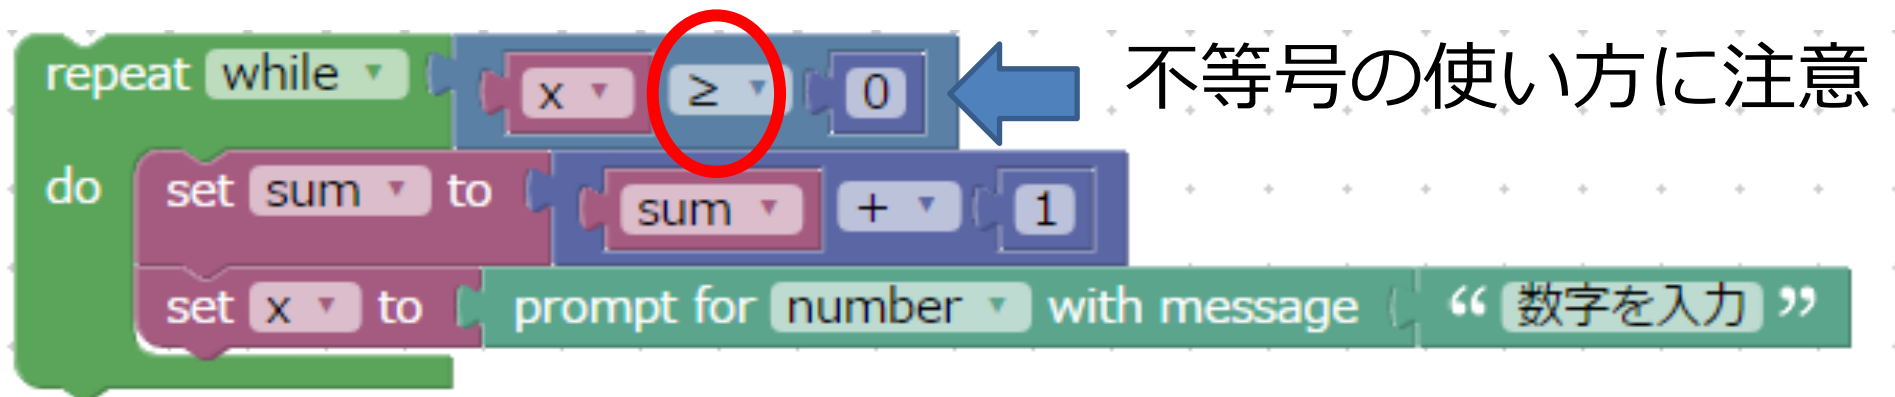 repeat while x ≥ 0 不等号の使い方に注意
do set sum to sum + 1
set x to prompt for number with message “ 数字を入力 ”